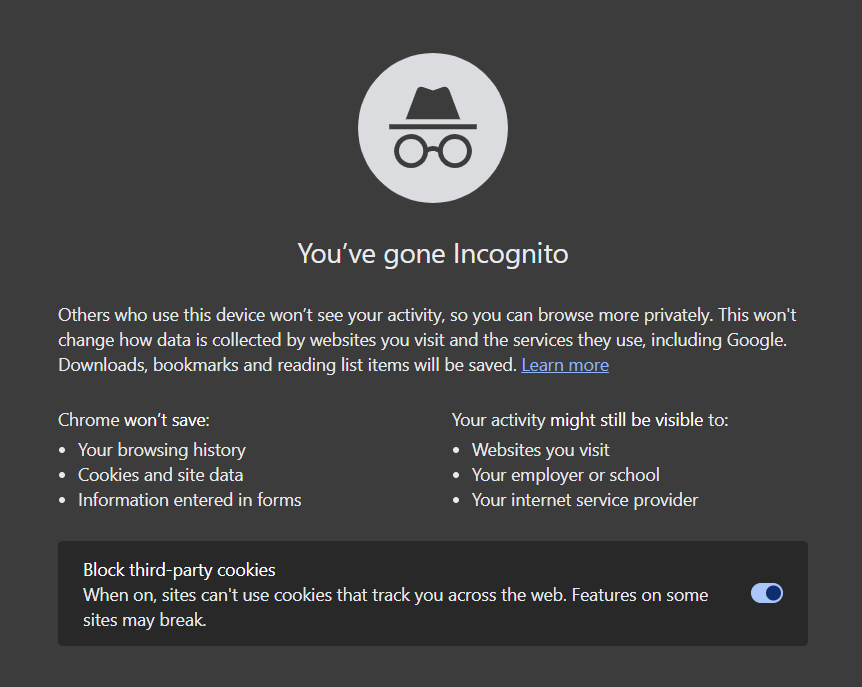 You’ve gone Incognito
Others who use this device won’t see your activity, so you can browse more privately. This won't
change how data is collected by websites you visit and the services they use, including Google.
Downloads, bookmarks and reading list items will be saved. Learn more
Chrome won’t save:
Your browsing history
Cookies and site data
Information entered in forms
Your activity might still be visible to:
Websites you visit
Your employer or school
Your internet service provider
Block third-party cookies
When on, sites can't use cookies that track you across the web. Features on some
sites may break.